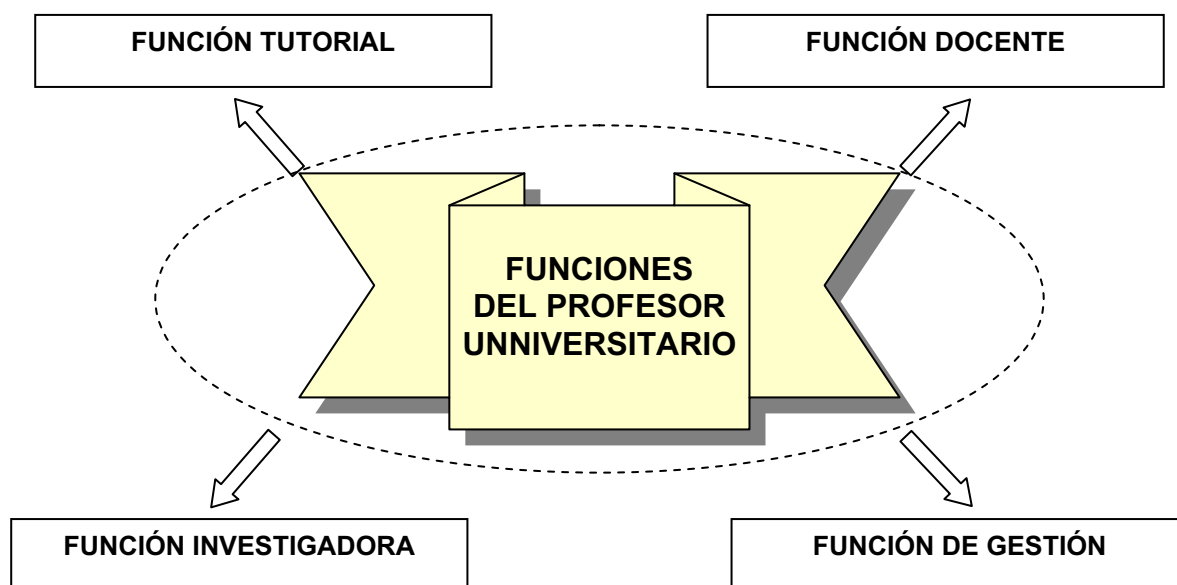 FUNCIÓN TUTORIAL
FUNCIÓN DOCENTE
FUNCIONES
DEL PROFESOR
UNNIVERSITARIO
FUNCIÓN INVESTIGADORA
FUNCIÓN DE GESTIÓN